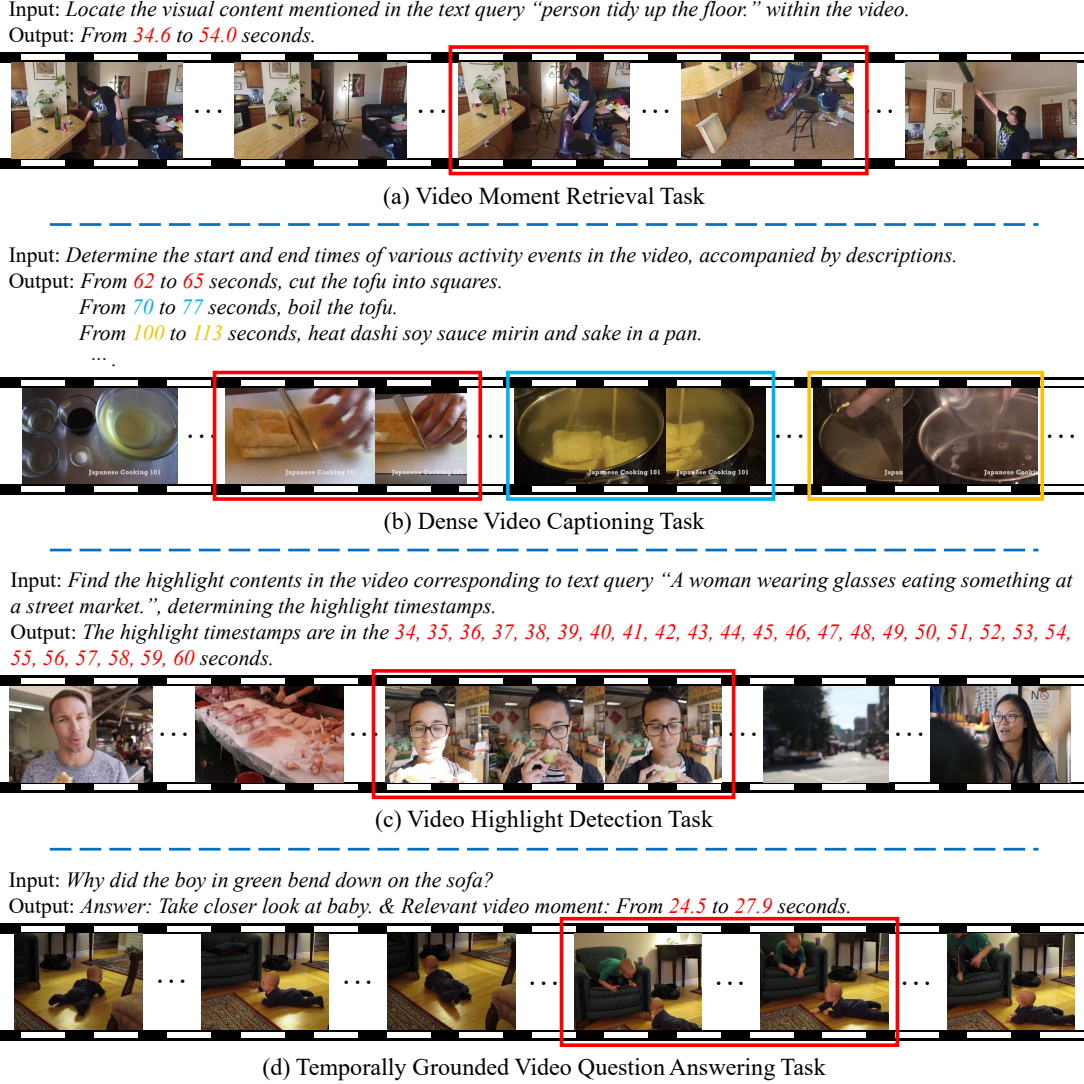 Input: Locate the visual content mentioned in the text query “person tidy up the floor.” within the video.
Output: From 34.6 to 54.0 seconds.
... ... ... ...
(a) Video Moment Retrieval Task
Input: Determine the start and end times of various activity events in the video, accompanied by descriptions.
Output: From 62 to 65 seconds, cut the tofu into squares.
From 70 to 77 seconds, boil the tofu.
From 100 to 113 seconds, heat dashi soy sauce mirin and sake in a pan.
... .
Japanese Cooking 101 ... Japanese Cooking 101 Japanese Cooking 101 ... Japanese Cooking 101 Japanese Cooking 101 ... Japan Japanese Cookin ...
(b) Dense Video Captioning Task
Input: Find the highlight contents in the video corresponding to text query “A woman wearing glasses eating something at
a street market.”, determining the highlight timestamps.
Output: The highlight timestamps are in the 34, 35, 36, 37, 38, 39, 40, 41, 42, 43, 44, 45, 46, 47, 48, 49, 50, 51, 52, 53, 54,
55, 56, 57, 58, 59, 60 seconds.
... ... ... ... NO
(c) Video Highlight Detection Task
Input: Why did the boy in green bend down on the sofa?
Output: Answer: Take closer look at baby. & Relevant video moment: From 24.5 to 27.9 seconds.
... ... ... ... ...
(d) Temporally Grounded Video Question Answering Task